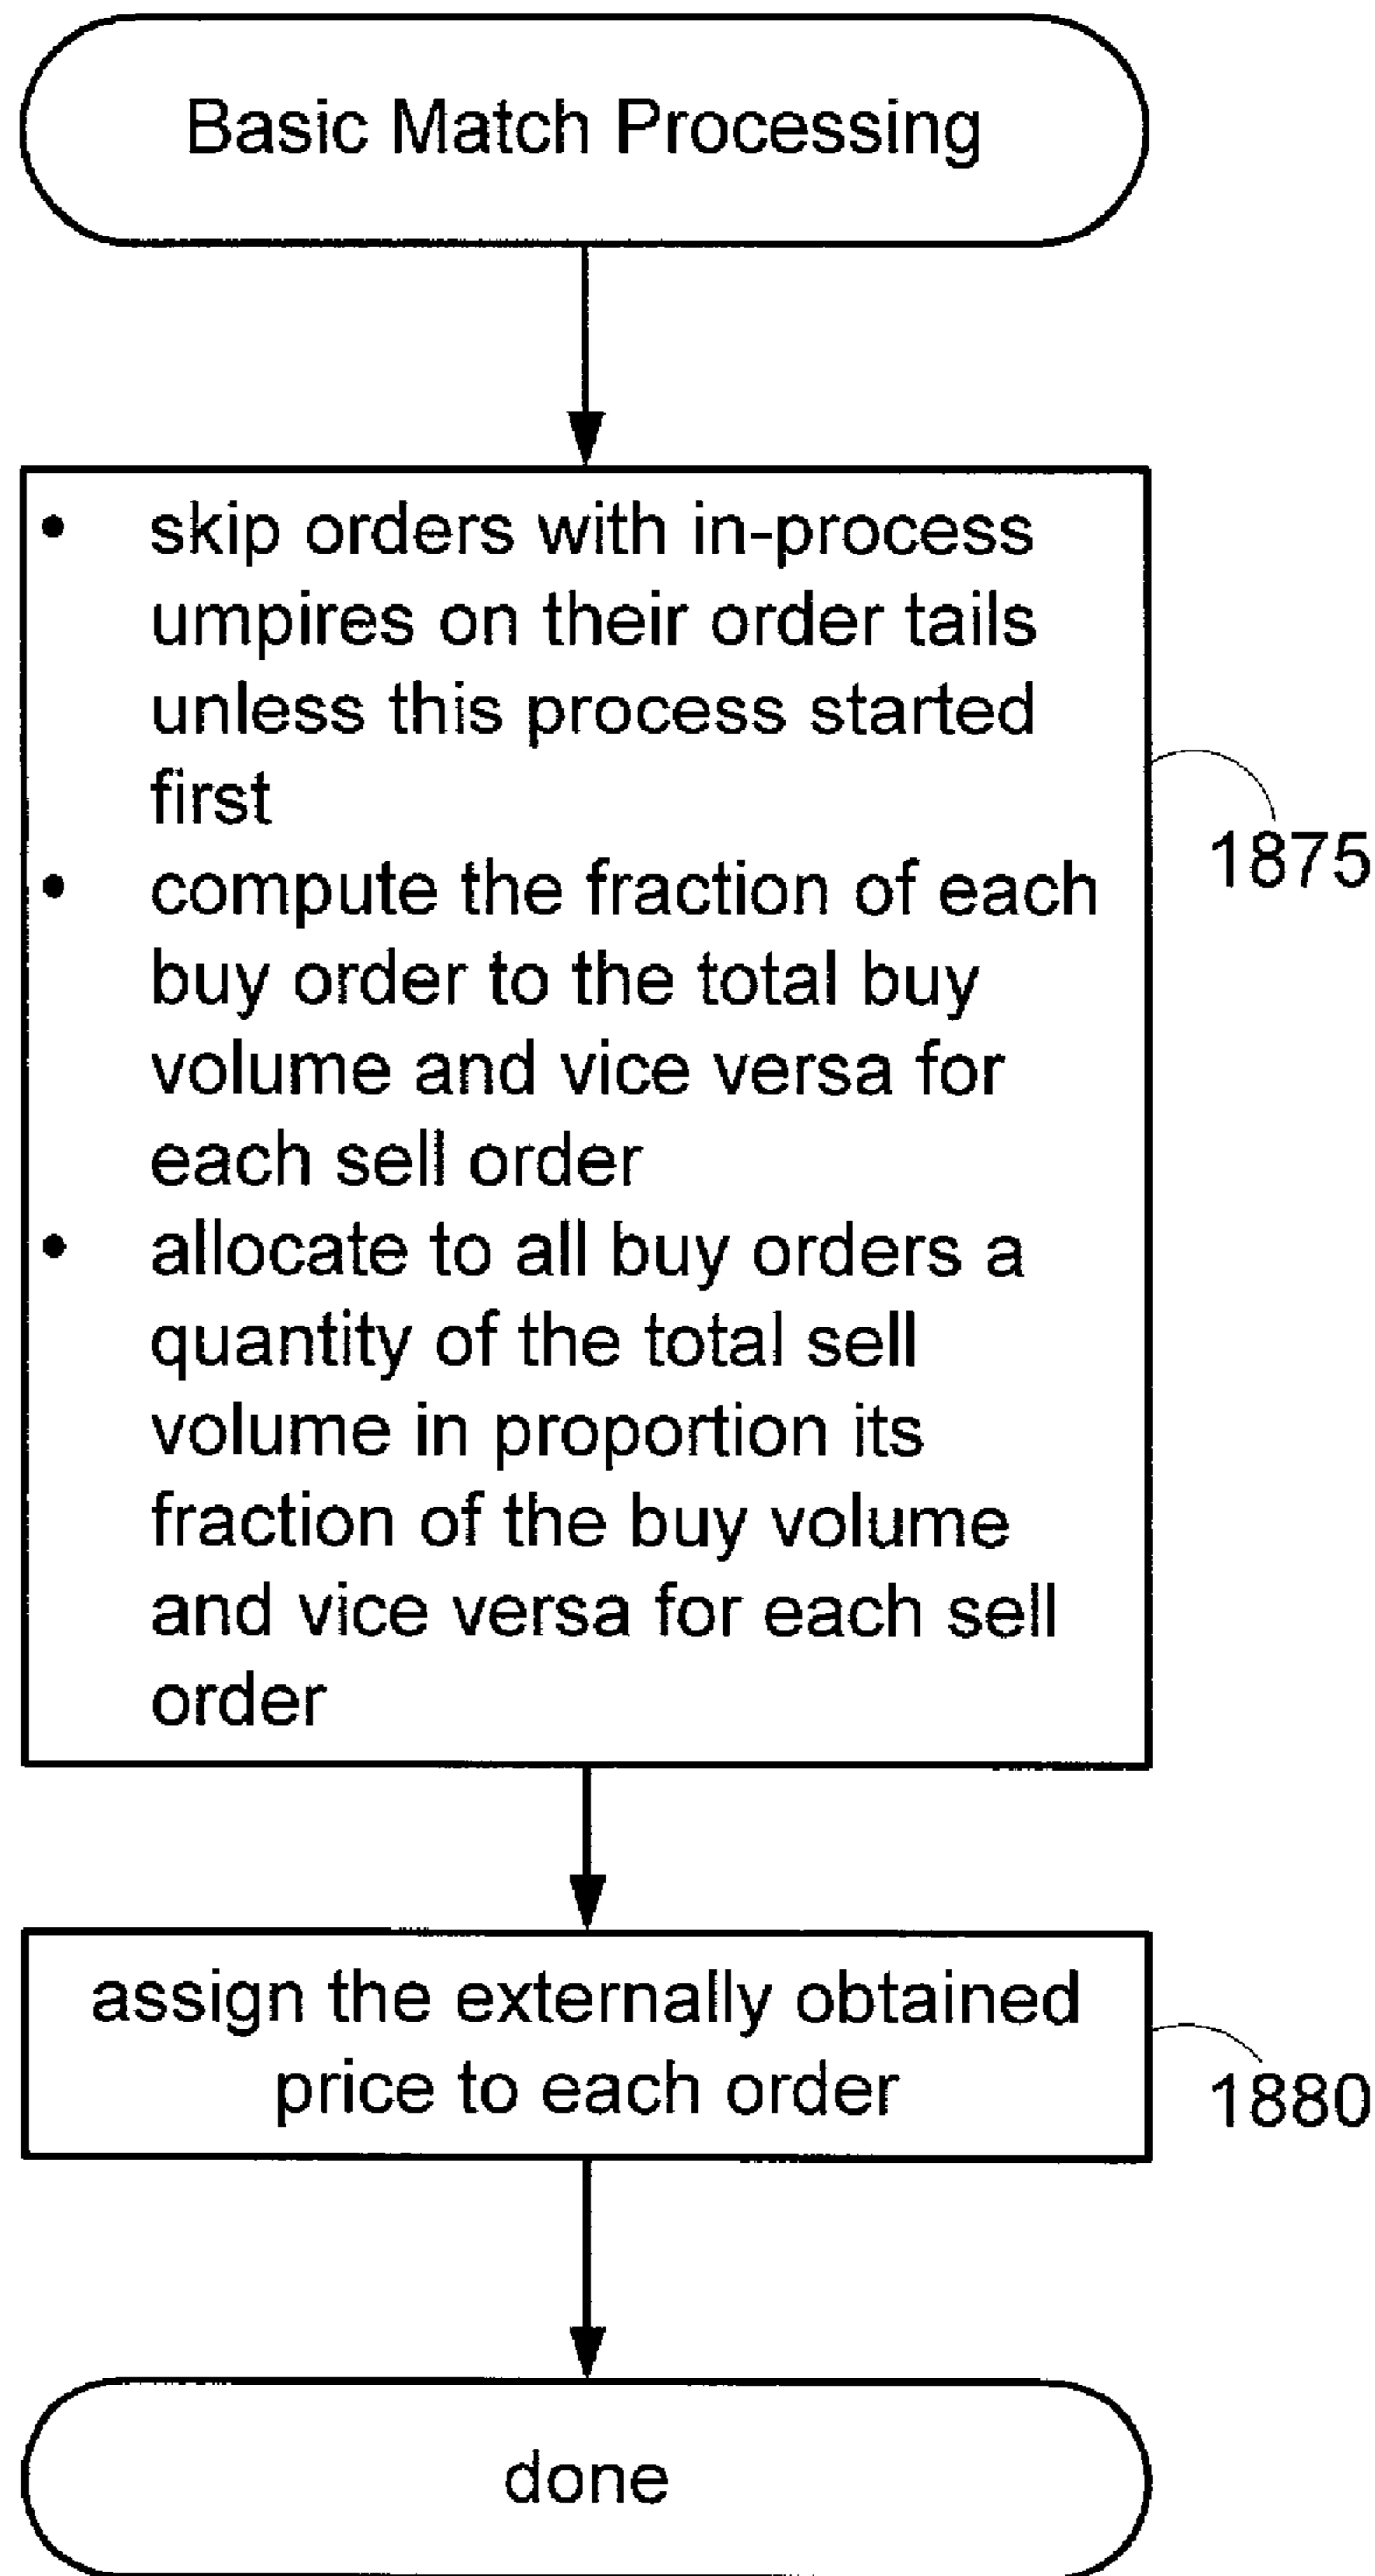 Basic Match Processing
• skip orders with in-process
umpires on their order tails
unless this process started
first
• compute the fraction of each
buy order to the total buy
volume and vice versa for
each sell order
• allocate to all buy orders a
quantity of the total sell
volume in proportion its
fraction of the buy volume
and vice versa for each sell
order
1875
assign the externally obtained
price to each order
1880
done